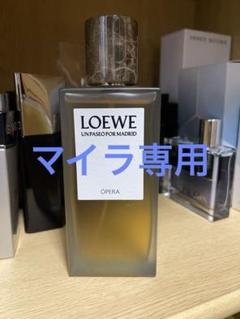 LOEWE
UN PASEO POR MADRID
マイラ専用
ÓPERA